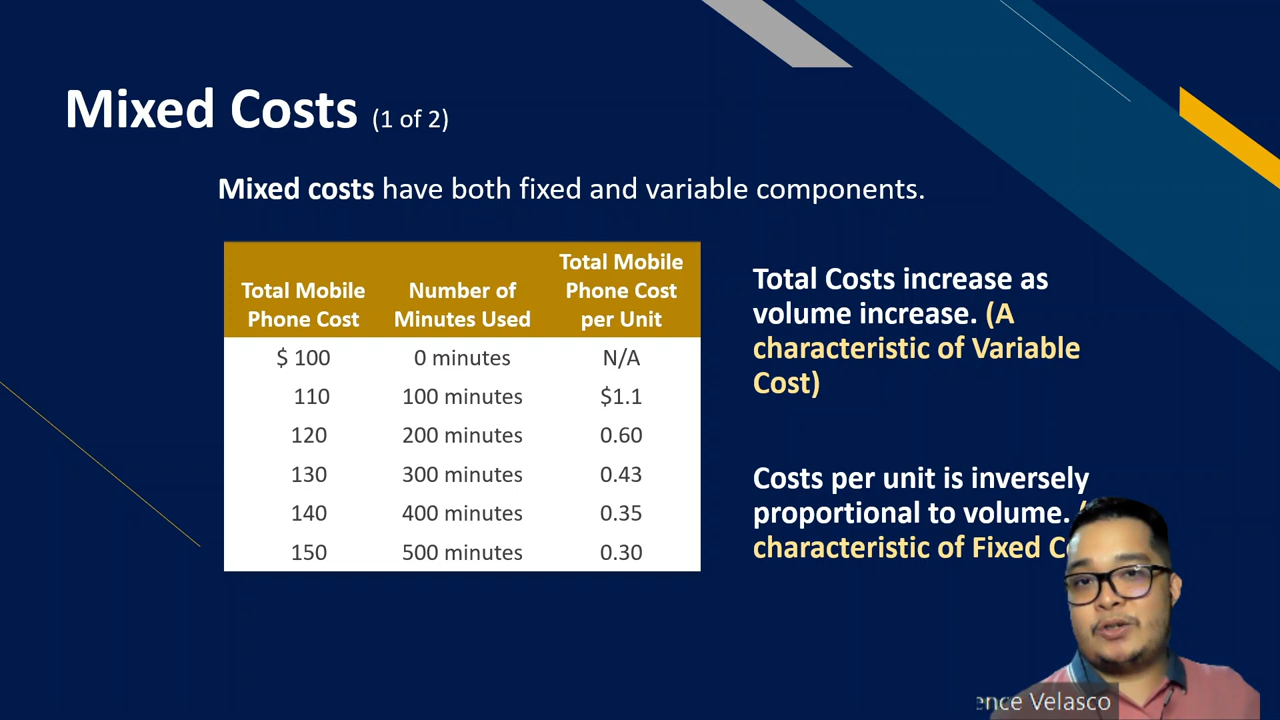 Mixed Costs (1 of 2)
Mixed costs have both fixed and variable components.
Total Mobile Phone Cost Number of Minutes Used Total Mobile Phone Cost per Unit
$ 100 0 minutes N/A
110 100 minutes $1.1
120 200 minutes 0.60
130 300 minutes 0.43
140 400 minutes 0.35
150 500 minutes 0.30
Total Costs increase as
volume increase. (A
characteristic of Variable
Cost)
Costs per unit is inversely
proportional to volume.
characteristic of Fixed
Velasco